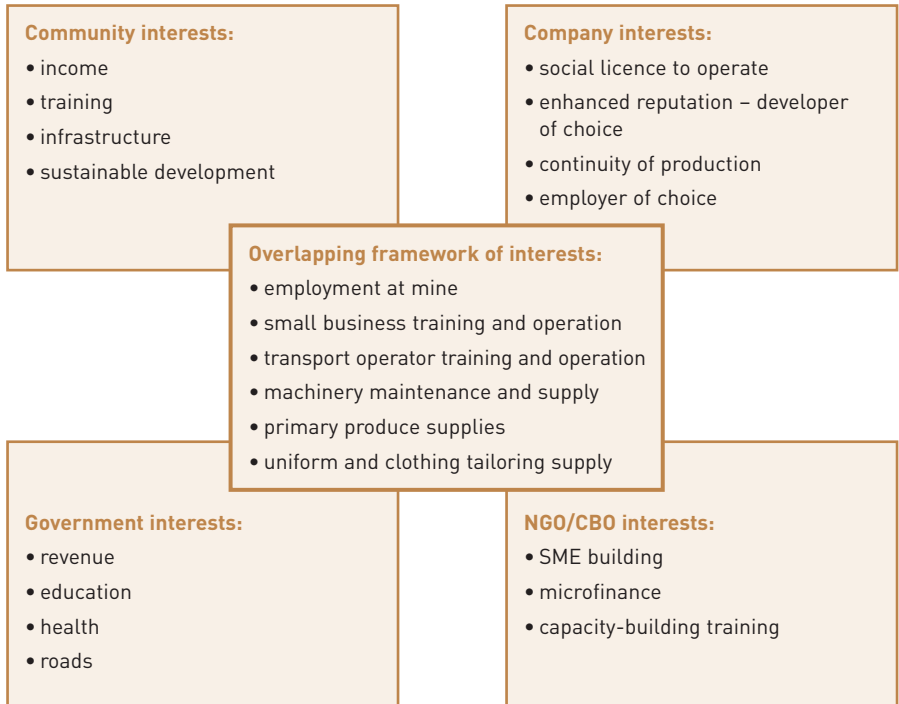 Community interests:
• income
• training
• infrastructure
• sustainable development
Company interests:
• social licence to operate
• enhanced reputation – developer
of choice
• continuity of production
• employer of choice
Overlapping framework of interests:
• employment at mine
• small business training and operation
• transport operator training and operation
• machinery maintenance and supply
• primary produce supplies
• uniform and clothing tailoring supply
Government interests:
• revenue
• education
• health
• roads
NGO/CBO interests:
• SME building
• microfinance
• capacity-building training